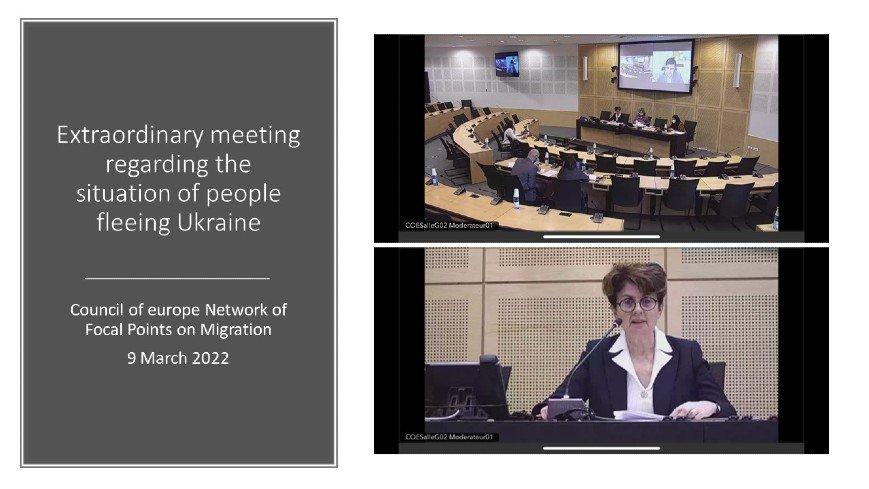 Extraordinary meeting
regarding the
situation of people
fleeing Ukraine
Council of europe Network of
Focal Points on Migration
9 March 2022
COESalleG02 Moderateur01
COESalleG02 Moderateur01